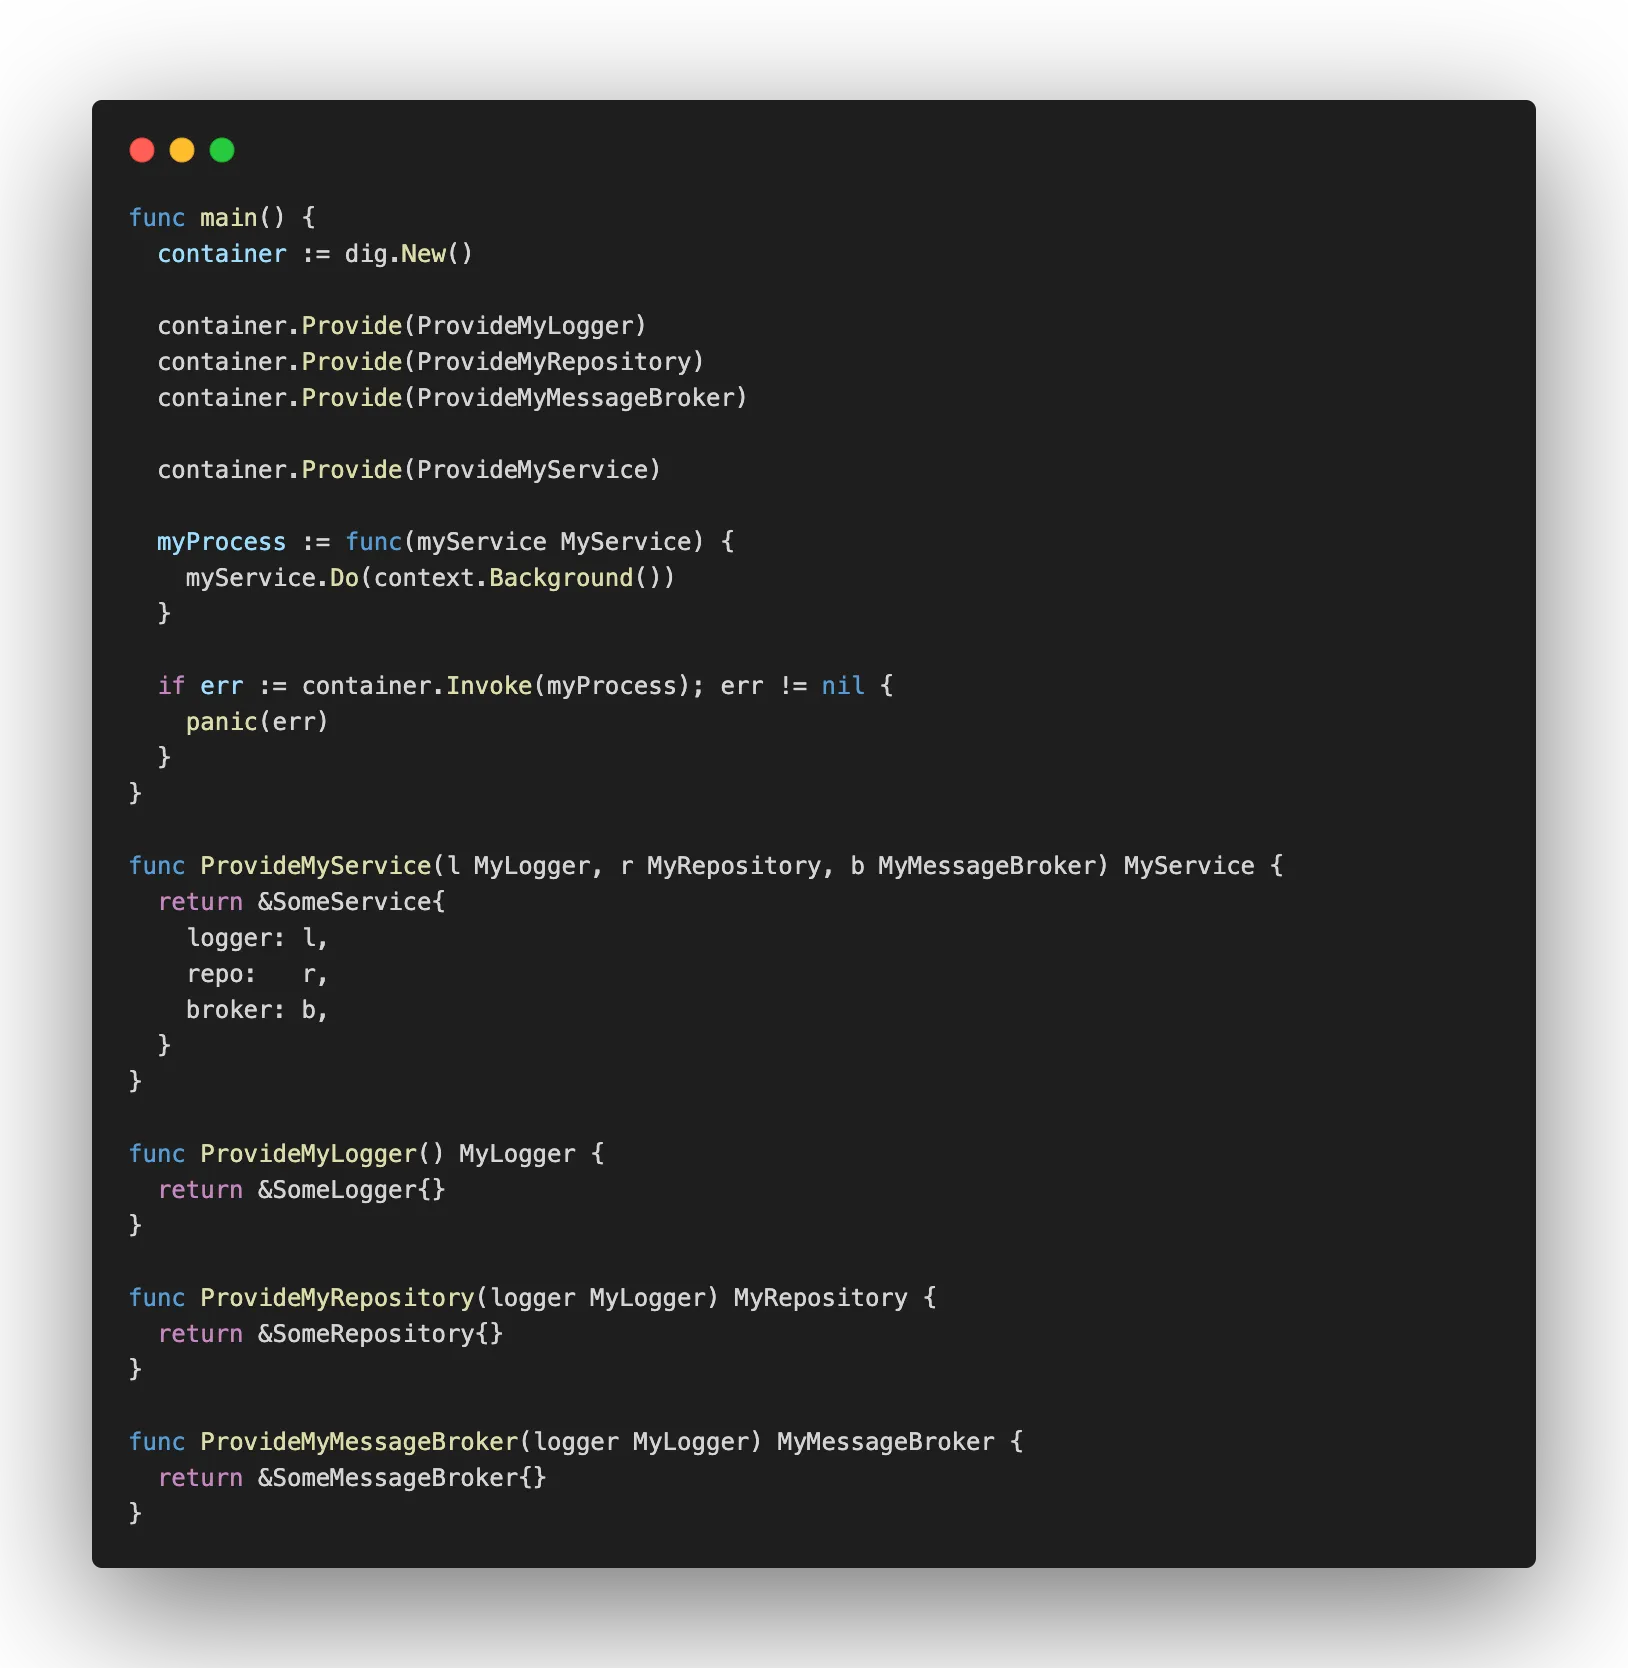 func main() {
  container := dig.New()

  container.Provide(ProvideMyLogger)
  container.Provide(ProvideMyRepository)
  container.Provide(ProvideMyMessageBroker)

  container.Provide(ProvideMyService)

  myProcess := func(myService MyService) {
    myService.Do(context.Background())
  }

  if err := container.Invoke(myProcess); err != nil {
    panic(err)
  }
}

func ProvideMyService(l MyLogger, r MyRepository, b MyMessageBroker) MyService {
  return &SomeService{
    logger: l,
    repo:   r,
    broker: b,
  }
}

func ProvideMyLogger() MyLogger {
  return &SomeLogger{}
}

func ProvideMyRepository(logger MyLogger) MyRepository {
  return &SomeRepository{}
}

func ProvideMyMessageBroker(logger MyLogger) MyMessageBroker {
  return &SomeMessageBroker{}
}